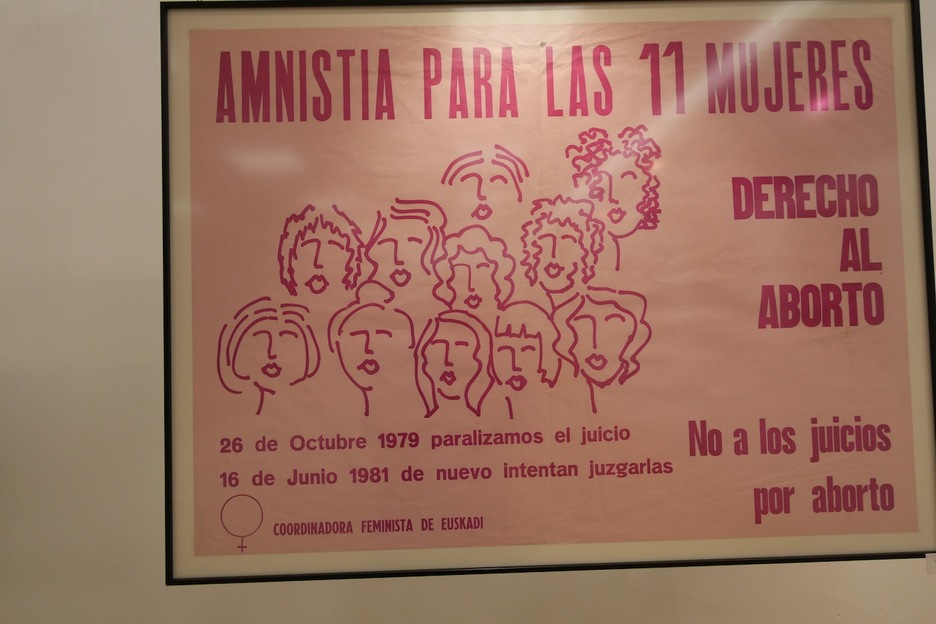 AMNISTIA PARA LAS 11 MUJERES
DERECHO
AL
ABORTO
26 de Octubre 1979 paralizamos el juicio
16 de Junio 1981 de nuevo intentan juzgarlas
No a los juicios
por aborto
COORDINADORA FEMINISTA DE EUSKADI